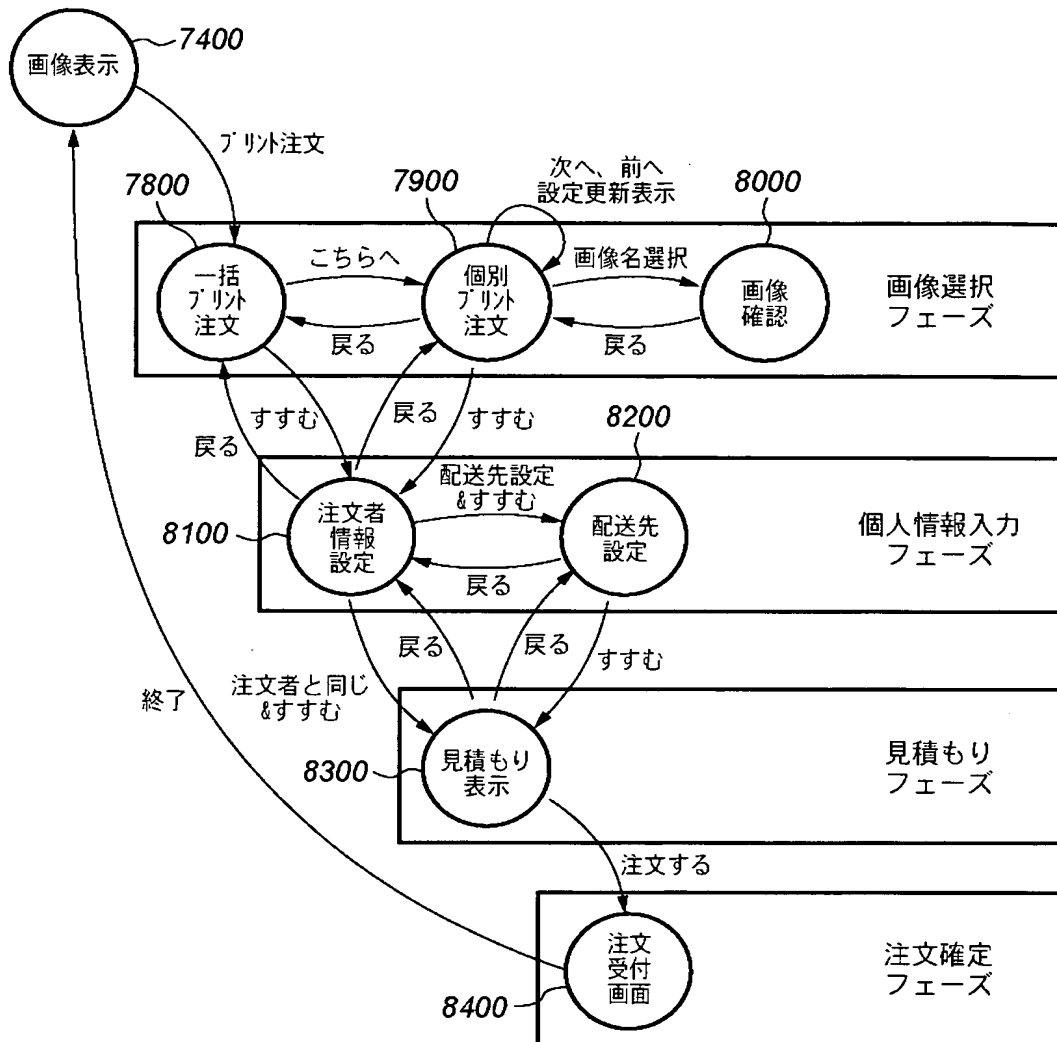 7400
画像表示
プリント注文
7800
7900
次へ、前へ
設定更新表示
8000
一括
プリント
注文
こちらへ
戻る
個別
プリント
注文
画像名選択
戻る
画像
確認
画像選択
フェーズ
戻る
すすむ
戻る
すすむ
8200
8100
注文者
情報
設定
配送先設定
&すすむ
戻る
配送先
設定
個人情報入力
フェーズ
終了
注文者と同じ
&すすむ
戻る
戻る
すすむ
8300
見積もり
表示
見積もり
フェーズ
注文する
8400
注文
受付
画面
注文確定
フェーズ